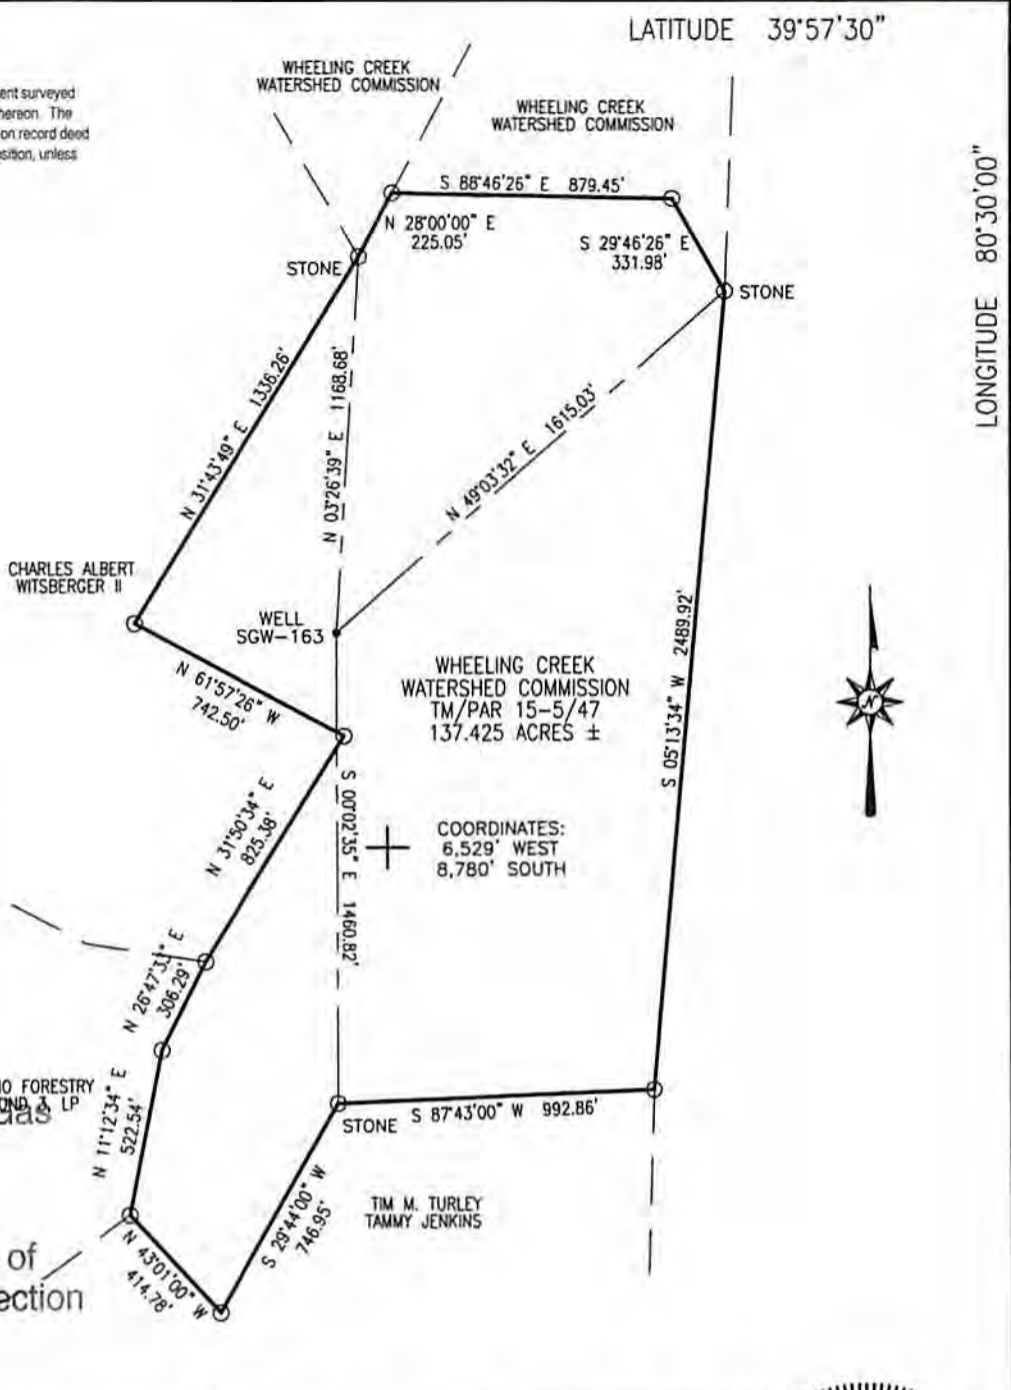 LATITUDE 39°57'30"
LONGITUDE 80°30'00"
ent surveyed
hereon. The
on record deed
sition, unless
WHEELING CREEK
WATERSHED COMMISSION
WHEELING CREEK
WATERSHED COMMISSION
S 88°46'26" E 879.45'
N 28°00'00" E
225.05'
S 29°46'26" E
331.98'
STONE
STONE
N 31°43'49" E 1336.26'
N 03°26'39" E 1168.68'
N 49°03'32" E 1615.03'
CHARLES ALBERT
WITSBERGER II
WELL
SGW-163
N 61°57'26" W
742.50'
WHEELING CREEK
WATERSHED COMMISSION
TM/PAR 15-5/47
137.425 ACRES ±
S 05°13'34" W 2489.92'
N
N 31°50'34" E
825.38'
S 00°02'35" E 1460.82'
COORDINATES:
6,529' WEST
8,780' SOUTH
N 26°47'33" E
306.29'
IO FORESTRY
UND 3, LP
Gas
N 11°12'34" E
522.54'
STONE
S 87°43'00" W 992.86'
TIM M. TURLEY
TAMMY JENKINS
S 29°44'00" W
746.95'
N 43°01'00" W
414.78'
of
ection